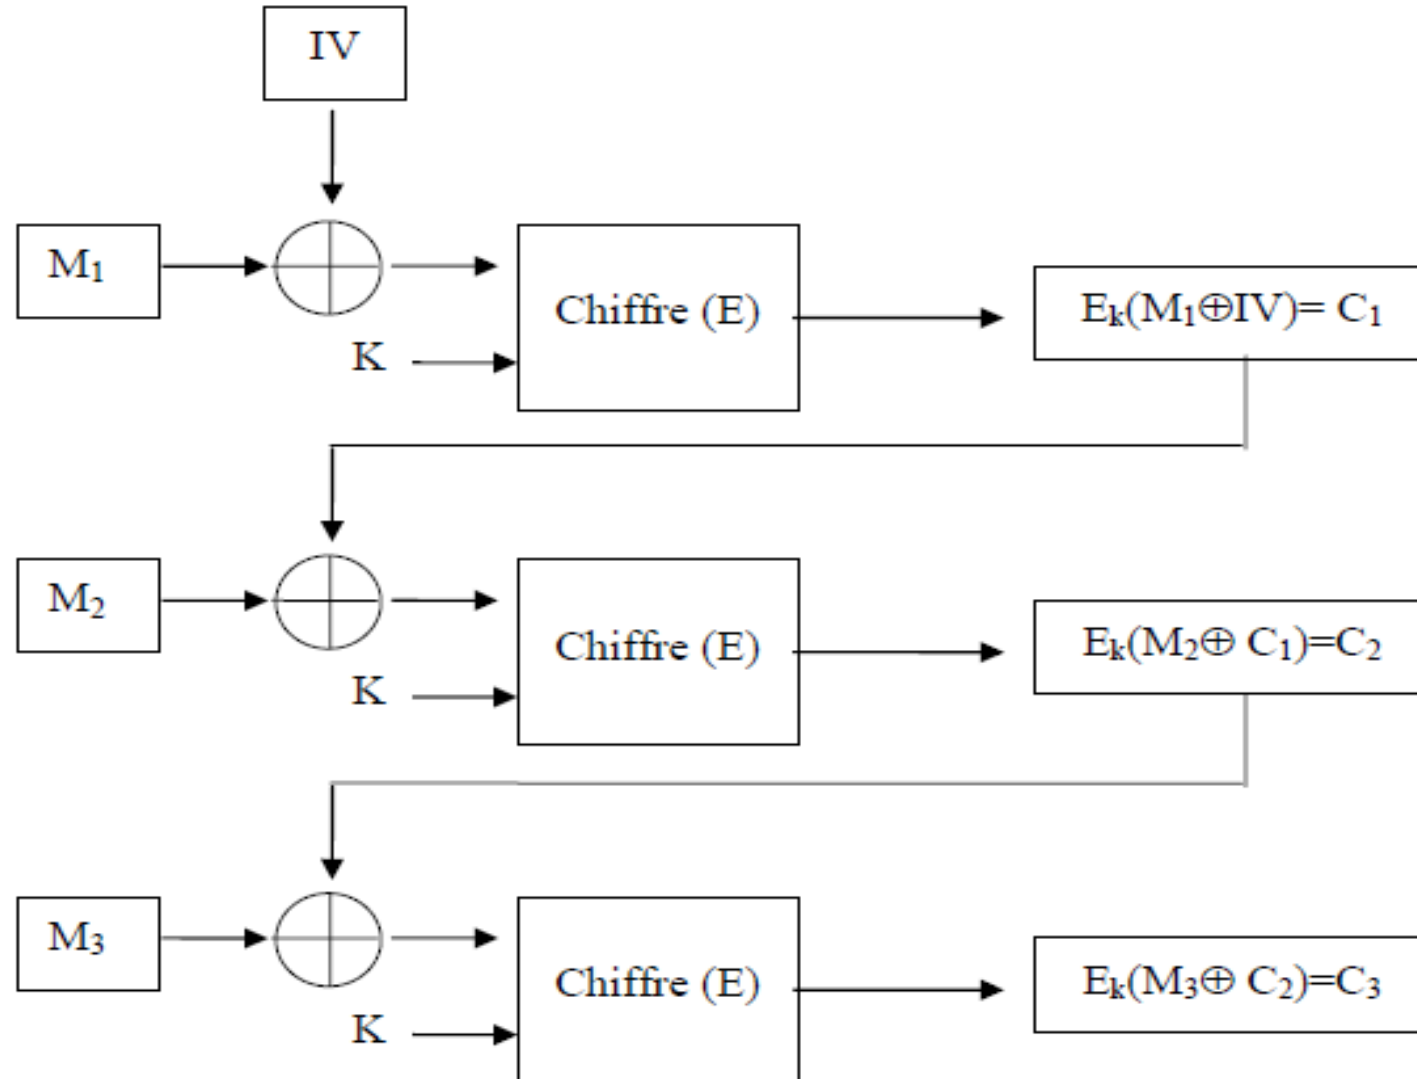 IV
M₁
Chiffre (E)
K
Eₖ(M₁⊕IV)= C₁
M₂
Chiffre (E)
K
Eₖ(M₂⊕ C₁)=C₂
M₃
Chiffre (E)
K
Eₖ(M₃⊕ C₂)=C₃